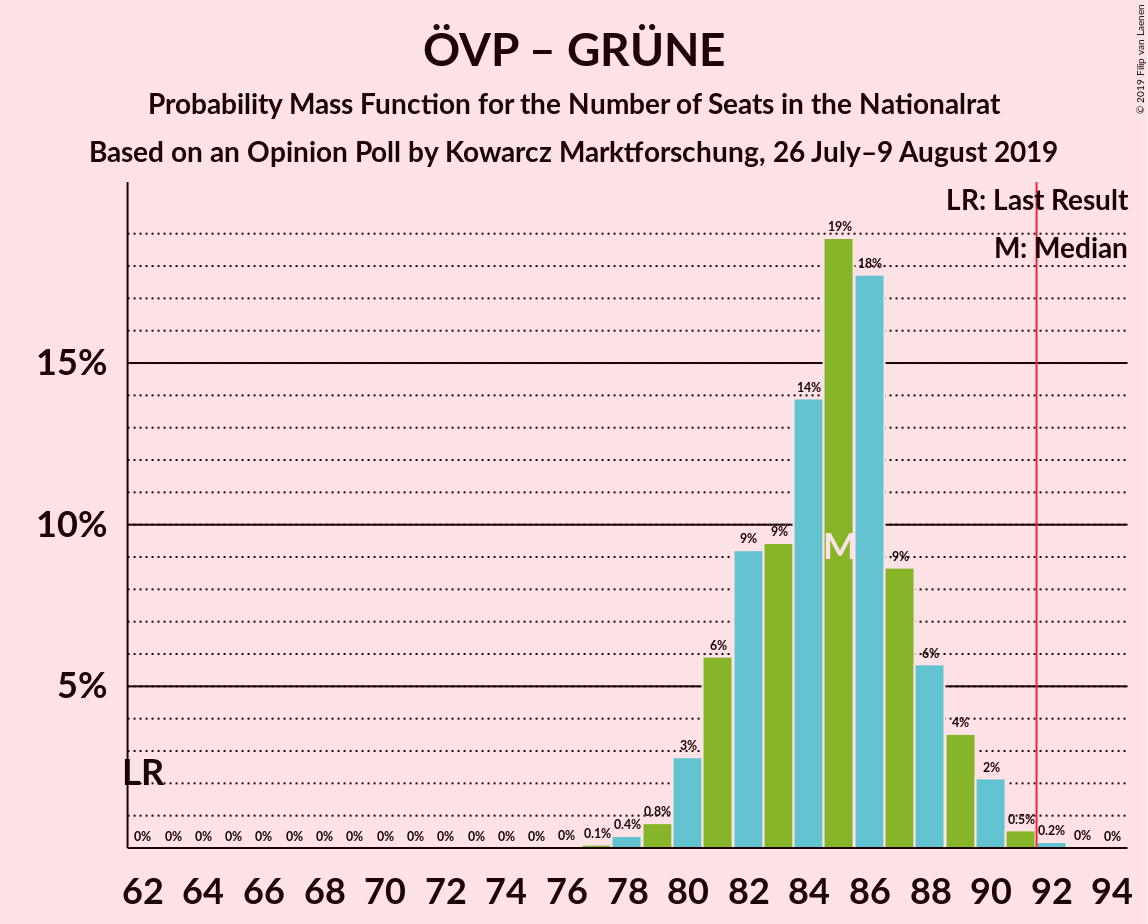 ÖVP – GRÜNE
Probability Mass Function for the Number of Seats in the Nationalrat
Based on an Opinion Poll by Kowarcz Marktforschung, 26 July–9 August 2019
© 2019 Filip van Laenen
LR: Last Result
M: Median
15%
10%
5%
LR
M
0% 0% 0% 0% 0% 0% 0% 0% 0% 0% 0% 0% 0% 0% 0% 0.1% 0.4% 0.8% 3% 6% 9% 9% 14% 19% 18% 9% 6% 4% 2% 0.5% 0.2% 0% 0%
62 64 66 68 70 72 74 76 78 80 82 84 86 88 90 92 94